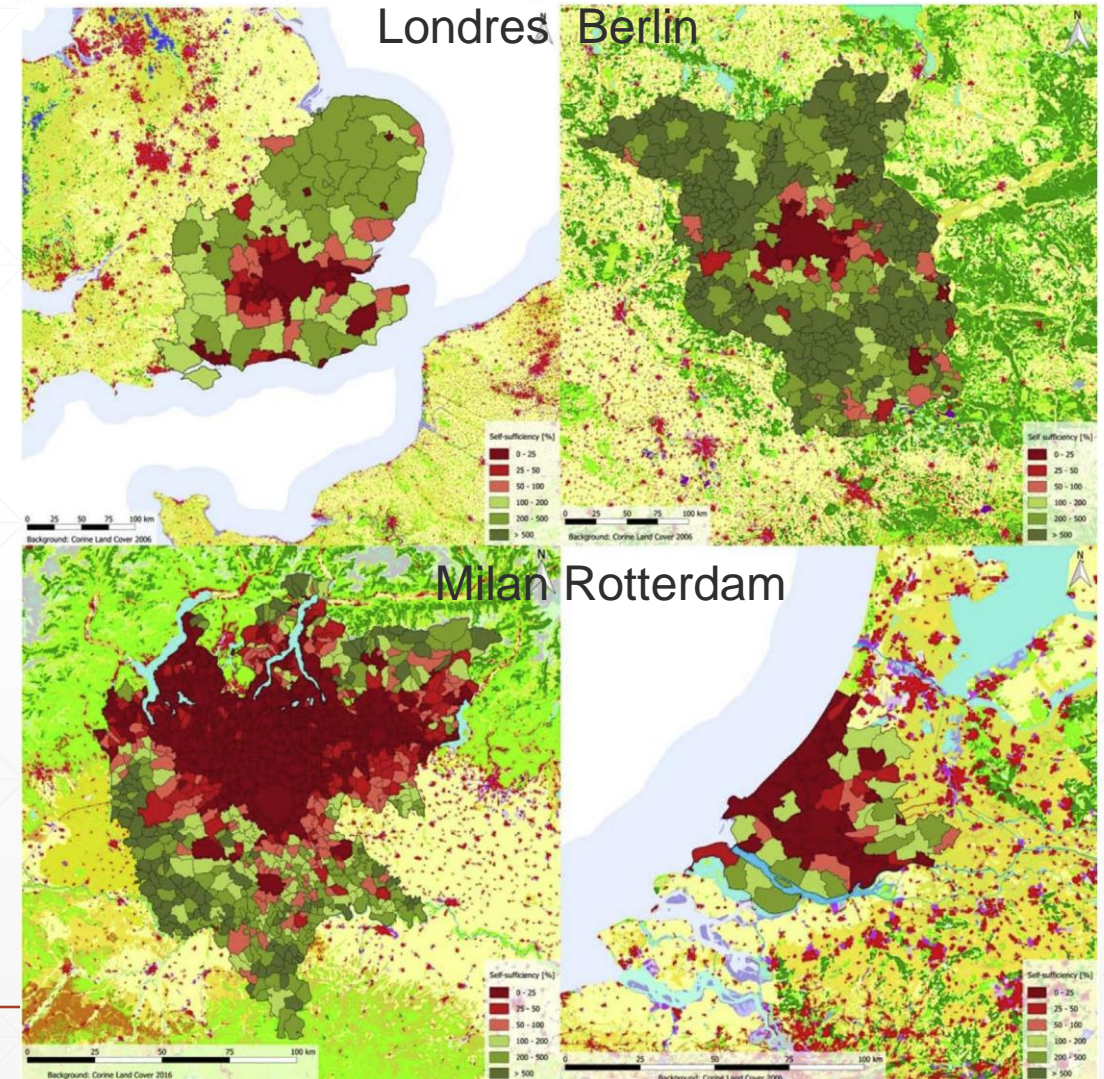 Londres Berlin
N
N
Self-sufficiency [%]
0 - 25
25 - 50
50 - 100
100 - 200
200 - 500
> 500
0 25 50 75 100 km
Background: Corine Land Cover 2006
Self sufficiency [%]
0 - 25
25 - 50
50 - 100
100 - 200
200 - 500
> 500
0 25 50 75 100 km
Background: Corine Land Cover 2006
Milan Rotterdam
N
N
Self-sufficiency [%]
0 - 25
25 - 50
50 - 100
100 - 200
200 - 500
> 500
0 25 50 75 100 km
Background: Corine Land Cover 2016
Self-sufficiency [%]
0 - 25
25 - 50
50 - 100
100 - 200
200 - 500
> 500
0 25 50 75 100 km
Background: Corine Land Cover 2006